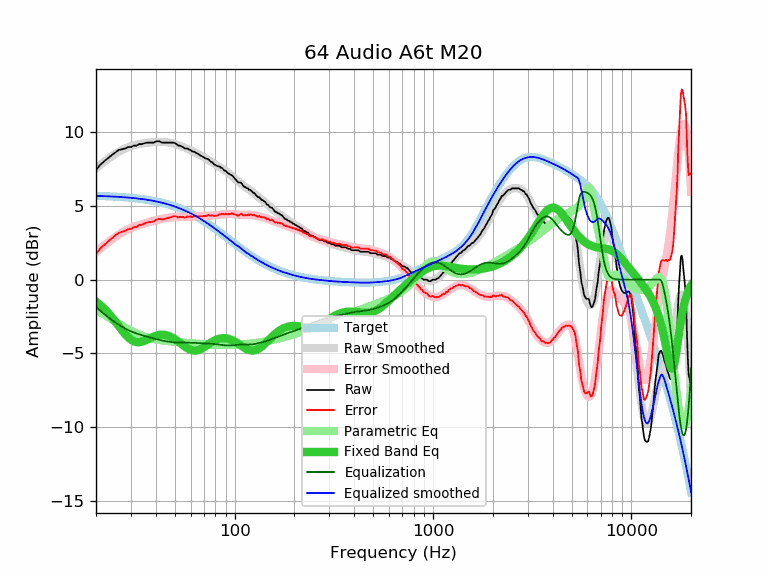 64 Audio A6t M20
Amplitude (dBr)
10
5
0
−5
−10
−15
Target
Raw Smoothed
Error Smoothed
Raw
Error
Parametric Eq
Fixed Band Eq
Equalization
Equalized smoothed
100
1000
10000
Frequency (Hz)